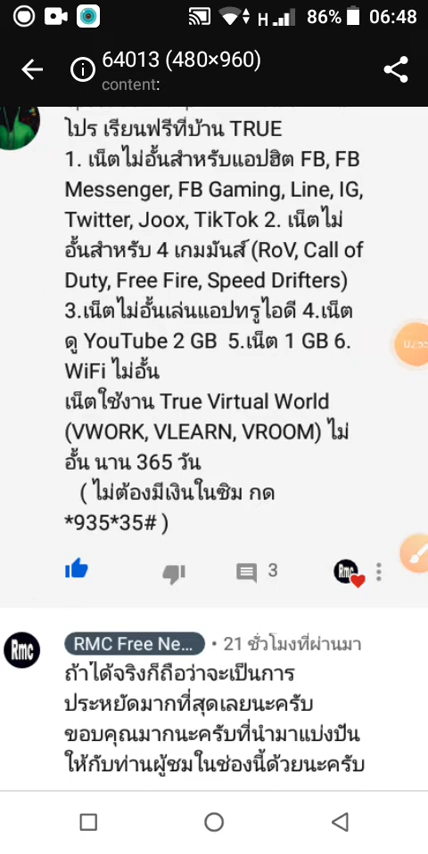 H 86% 06:48
64013 (480×960)
content:
โปร เรียนฟรีที่บ้าน TRUE
1. เน็ตไม่อั้นสำหรับแอปฮิต FB, FB
Messenger, FB Gaming, Line, IG,
Twitter, Joox, TikTok 2. เน็ตไม่
อั้นสำหรับ 4 เกมมันส์ (RoV, Call of
Duty, Free Fire, Speed Drifters)
3.เน็ตไม่อั้นเล่นแอปทรูไอดี 4.เน็ต
ดู YouTube 2 GB 5.เน็ต 1 GB 6.
WiFi ไม่อั้น
เน็ตใช้งาน True Virtual World
(VWORK, VLEARN, VROOM) ไม่
อั้น นาน 365 วัน
( ไม่ต้องมีเงินในซิม กด
*935*35# )
3
Rmc
Rmc
RMC Free Ne... • 21 ชั่วโมงที่ผ่านมา
ถ้าได้จริงก็ถือว่าจะเป็นการ
ประหยัดมากที่สุดเลยนะครับ
ขอบคุณมากนะครับที่นำมาแบ่งปัน
ให้กับท่านผู้ชมในช่องนี้ด้วยนะครับ